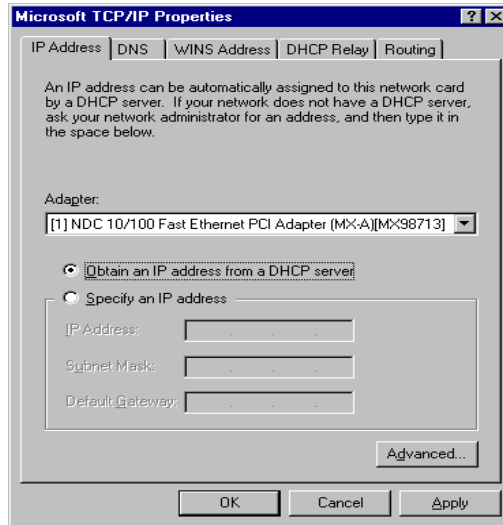 Microsoft TCP/IP Properties
IP Address DNS WINS Address DHCP Relay Routing
An IP address can be automatically assigned to this network card
by a DHCP server. If your network does not have a DHCP server,
ask your network administrator for an address, and then type it in
the space below.
Adapter:
[1] NDC 10/100 Fast Ethernet PCI Adapter (MX-A)[MX98713]
Obtain an IP address from a DHCP server
Specify an IP address
IP Address:
Subnet Mask:
Default Gateway:
Advanced...
OK Cancel Apply